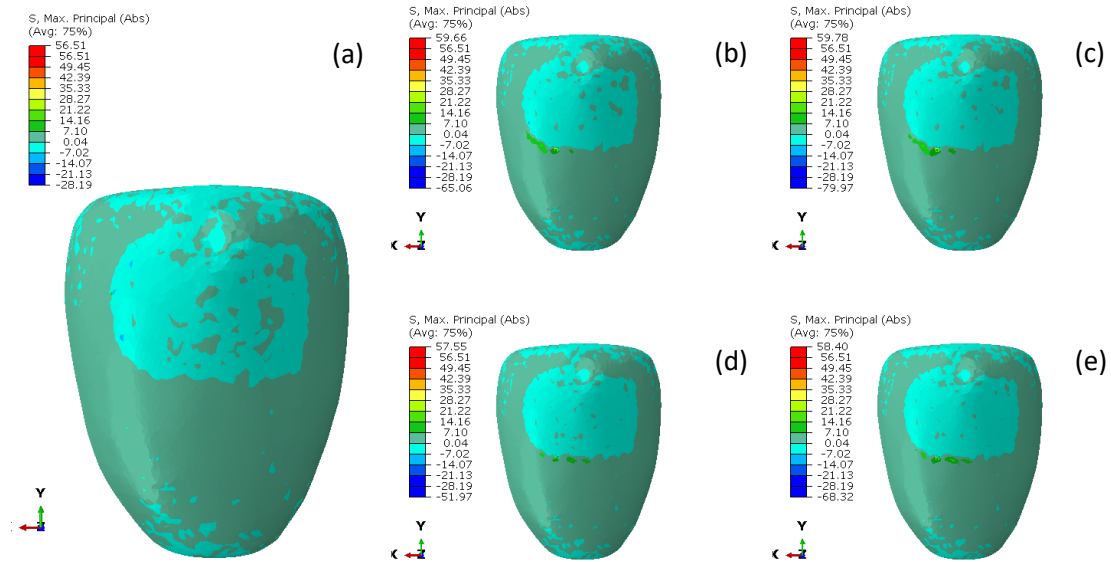 S, Max. Principal (Abs)
(Avg: 75%)
56.51
56.51
49.45
42.39
35.33
28.27
21.22
14.16
7.10
0.04
-7.02
-14.07
-21.13
-28.19
(a)
Y
Z
S, Max. Principal (Abs)
(Avg: 75%)
59.66
56.51
49.45
42.39
35.33
28.27
21.22
14.16
7.10
0.04
-7.02
-14.07
-21.13
-28.19
-65.06
(b)
Y
X Z
S, Max. Principal (Abs)
(Avg: 75%)
59.78
56.51
49.45
42.39
35.33
28.27
21.22
14.16
7.10
0.04
-7.02
-14.07
-21.13
-28.19
-79.97
(c)
Y
X Z
S, Max. Principal (Abs)
(Avg: 75%)
57.55
56.51
49.45
42.39
35.33
28.27
21.22
14.16
7.10
0.04
-7.02
-14.07
-21.13
-28.19
-51.97
(d)
Y
X Z
S, Max. Principal (Abs)
(Avg: 75%)
58.40
56.51
49.45
42.39
35.33
28.27
21.22
14.16
7.10
0.04
-7.02
-14.07
-21.13
-28.19
-68.32
(e)
Y
X Z